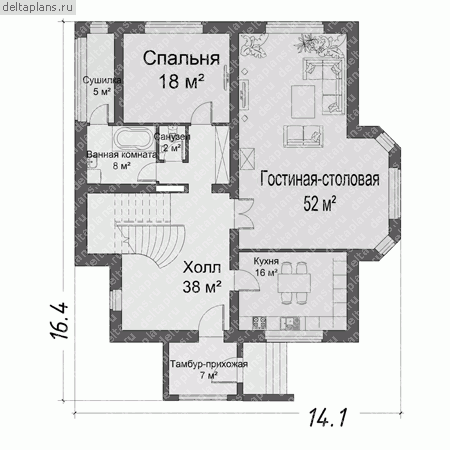 deltaplans.ru
Спальня
18 м²
Сушилка
5 м²
Санузел
2 м²
Ванная комната
8 м²
Гостиная-столовая
52 м²
Холл
38 м²
Кухня
16 м²
Тамбур-прихожая
7 м²
16.4
14.1